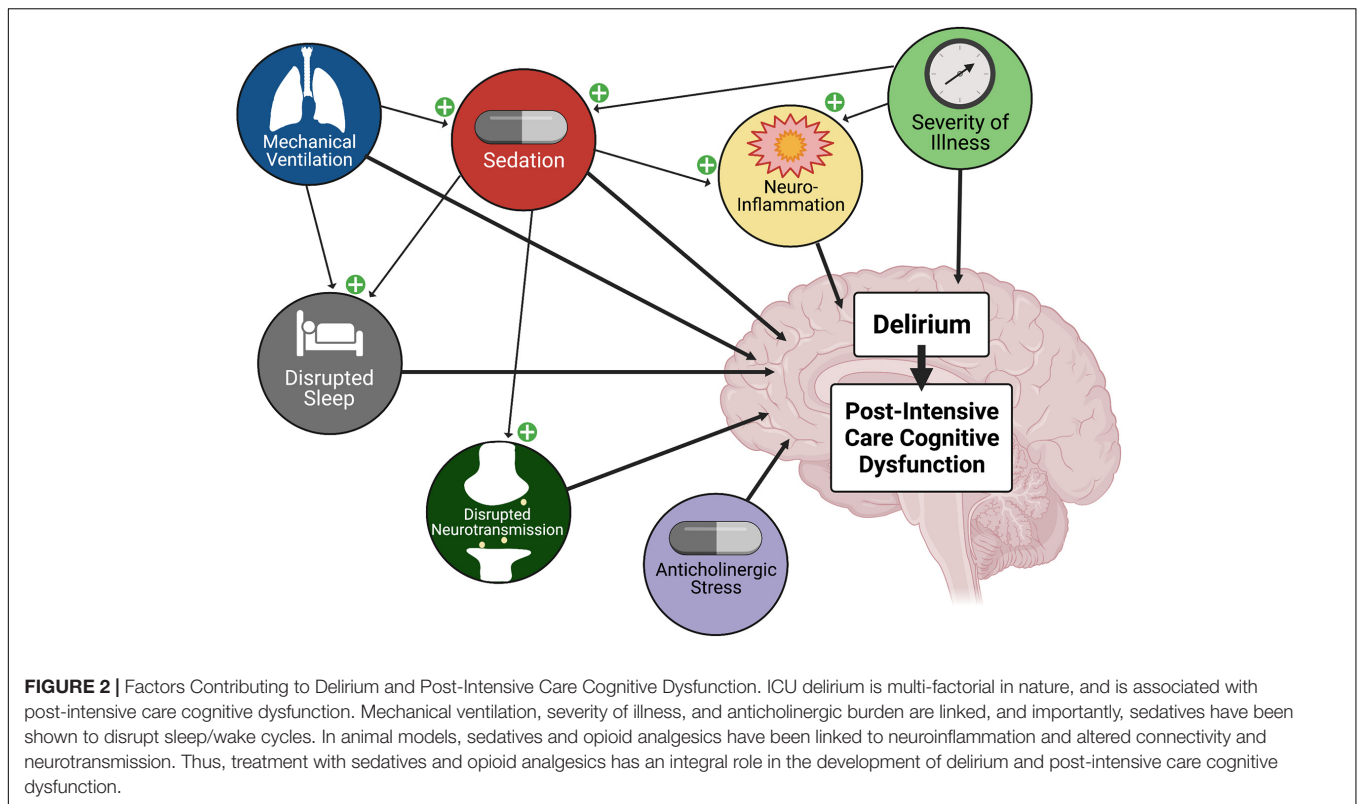 Mechanical
Ventilation
Sedation
Severity of
Illness
Neuro-
Inflammation
Disrupted
Sleep
Delirium
Post-Intensive
Care Cognitive
Dysfunction
Disrupted
Neurotransmission
Anticholinergic
Stress
FIGURE 2 | Factors Contributing to Delirium and Post-Intensive Care Cognitive Dysfunction. ICU delirium is multi-factorial in nature, and is associated with
post-intensive care cognitive dysfunction. Mechanical ventilation, severity of illness, and anticholinergic burden are linked, and importantly, sedatives have been
shown to disrupt sleep/wake cycles. In animal models, sedatives and opioid analgesics have been linked to neuroinflammation and altered connectivity and
neurotransmission. Thus, treatment with sedatives and opioid analgesics has an integral role in the development of delirium and post-intensive care cognitive
dysfunction.